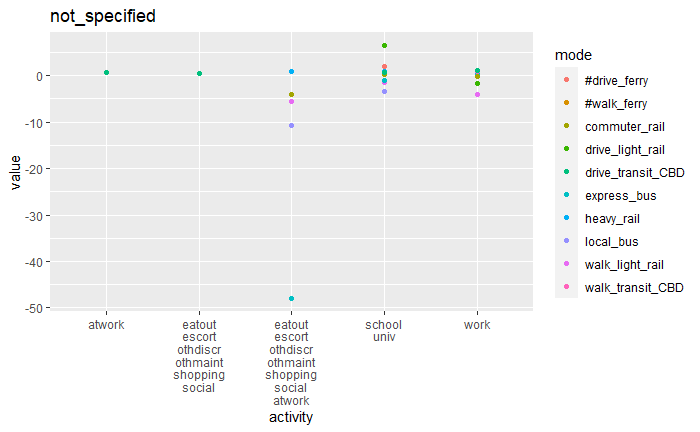 not_specified
value
0
-10
-20
-30
-40
-50
atwork
eatout
escort
othdiscr
othmaint
shopping
social
eatout
escort
othdiscr
othmaint
shopping
social
atwork
school
univ
work
activity
mode
#drive_ferry
#walk_ferry
commuter_rail
drive_light_rail
drive_transit_CBD
express_bus
heavy_rail
local_bus
walk_light_rail
walk_transit_CBD